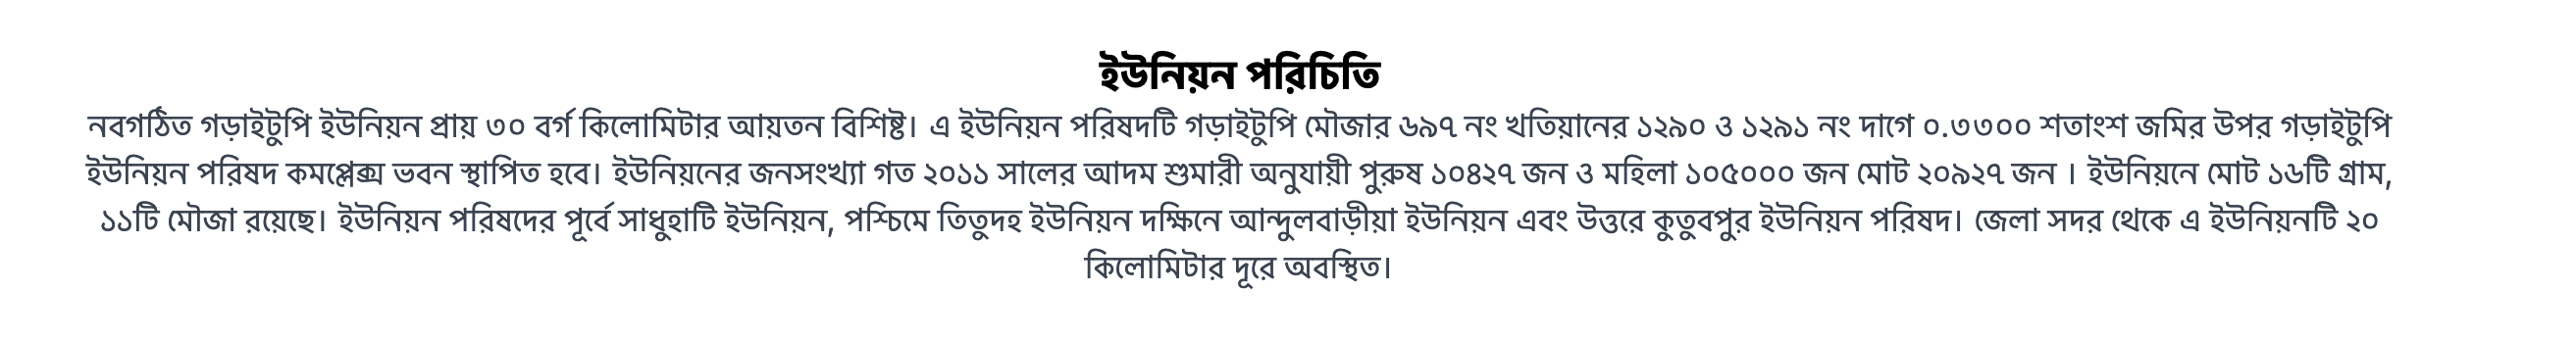 ইউনিয়ন পরিচিতি
নবগঠিত গড়াইটুপি ইউনিয়ন প্রায় ৩০ বর্গ কিলোমিটার আয়তন বিশিষ্ট। এ ইউনিয়ন পরিষদটি গড়াইটুপি মৌজার ৬৯৭ নং খতিয়ানের ১২৯০ ও ১২৯১ নং দাগে ০.৩৩০০ শতাংশ জমির উপর গড়াইটুপি
ইউনিয়ন পরিষদ কমপ্লেক্স ভবন স্থাপিত হবে। ইউনিয়নের জনসংখ্যা গত ২০১১ সালের আদম শুমারী অনুযায়ী পুরুষ ১০৪২৭ জন ও মহিলা ১০৫০০০ জন মোট ২০৯২৭ জন । ইউনিয়নে মোট ১৬টি গ্রাম,
১১টি মৌজা রয়েছে। ইউনিয়ন পরিষদের পূর্বে সাধুহাটি ইউনিয়ন, পশ্চিমে তিতুদহ ইউনিয়ন দক্ষিনে আন্দুলবাড়ীয়া ইউনিয়ন এবং উত্তরে কুতুবপুর ইউনিয়ন পরিষদ। জেলা সদর থেকে এ ইউনিয়নটি ২০
কিলোমিটার দূরে অবস্থিত।